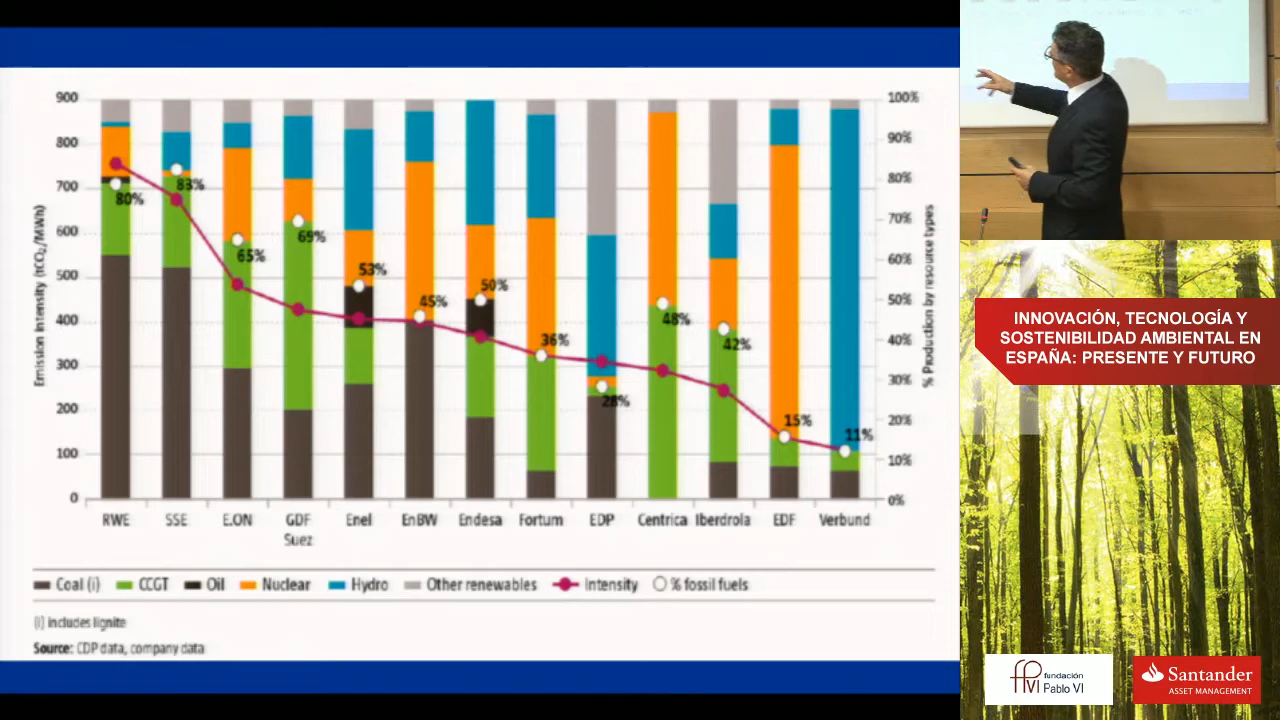 900
800
700
600
500
400
300
200
100
0
Emission intensity (tCO₂/MWh)
100%
90%
80%
70%
60%
50%
40%
30%
20%
10%
0%
% Production by resource types
80%
83%
65%
69%
53%
45%
50%
36%
28%
48%
42%
15%
11%
RWE
SSE
E.ON
GDF Suez
Enel
EnBW
Endesa
Fortum
EDP
Centrica
Iberdrola
EDF
Verbund
Coal (i)
CCGT
Oil
Nuclear
Hydro
Other renewables
Intensity
% fossil fuels
(i) includes lignite
Source: CDP data, company data
INNOVACIÓN, TECNOLOGÍA Y
SOSTENIBILIDAD AMBIENTAL EN
ESPAÑA: PRESENTE Y FUTURO
fPVI
fundación
Pablo VI
Santander
ASSET MANAGEMENT